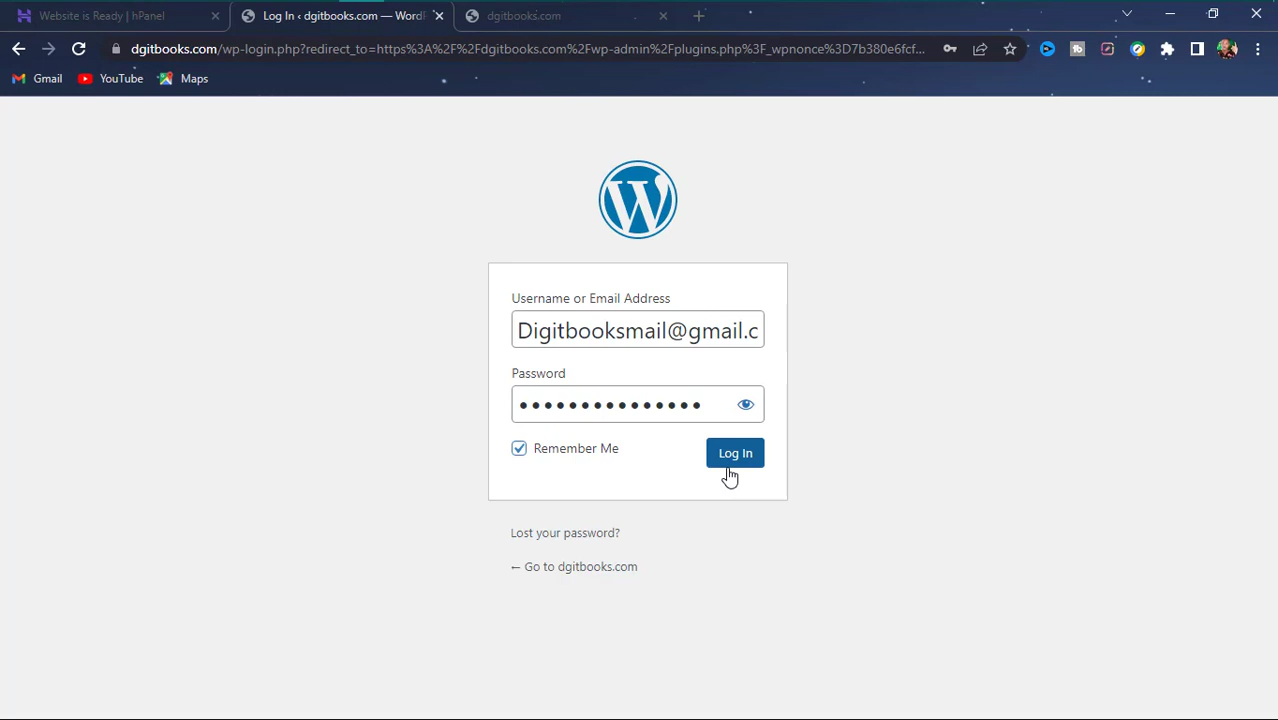 Website is Ready | hPanel
Log In ‹ dgitbooks.com — WordP
dgitbooks.com
dgitbooks.com/wp-login.php?redirect_to=https%3A%2F%2Fdgitbooks.com%2Fwp-admin%2Fplugins.php%3F_wpnonce%3D7b380e6fcf...
Gmail
YouTube
Maps
Username or Email Address
Digitbooksmail@gmail.c
Password
Remember Me
Log In
Lost your password?
← Go to dgitbooks.com